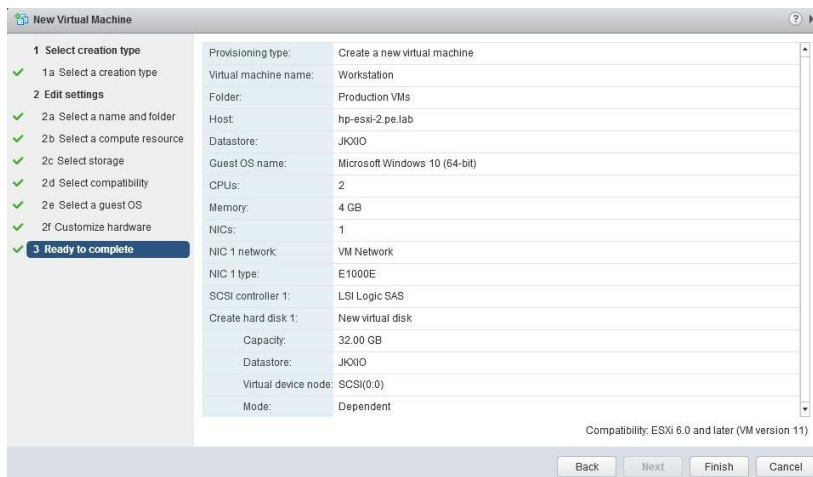 New Virtual Machine
?
1 Select creation type
1a Select a creation type
2 Edit settings
2a Select a name and folder
2b Select a compute resource
2c Select storage
2d Select compatibility
2e Select a guest OS
2f Customize hardware
3 Ready to complete
Provisioning type: Create a new virtual machine
Virtual machine name: Workstation
Folder: Production VMs
Host: hp-esxi-2.pe.lab
Datastore: JKXIO
Guest OS name: Microsoft Windows 10 (64-bit)
CPUs: 2
Memory: 4 GB
NICs: 1
NIC 1 network: VM Network
NIC 1 type: E1000E
SCSI controller 1: LSI Logic SAS
Create hard disk 1: New virtual disk
Capacity: 32.00 GB
Datastore: JKXIO
Virtual device node: SCSI(0:0)
Mode: Dependent
Compatibility: ESXi 6.0 and later (VM version 11)
Back Next Finish Cancel